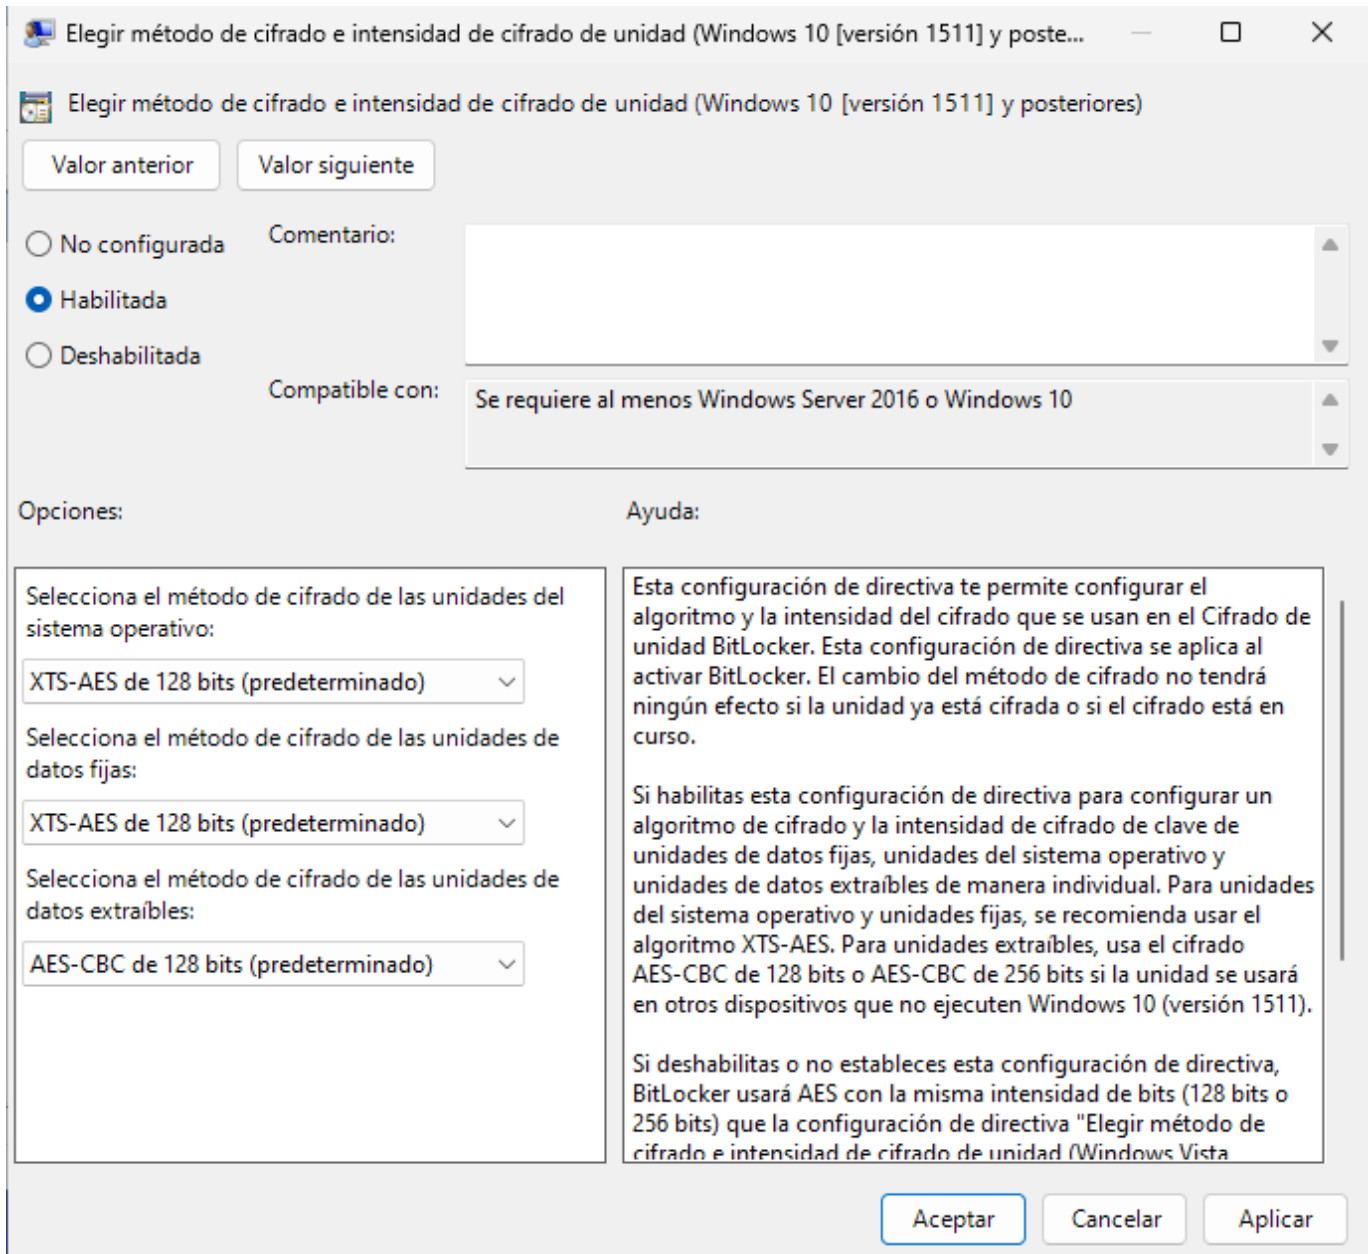 Elegir método de cifrado e intensidad de cifrado de unidad (Windows 10 [versión 1511] y poste...
Elegir método de cifrado e intensidad de cifrado de unidad (Windows 10 [versión 1511] y posteriores)
Valor anterior
Valor siguiente
No configurada
Habilitada
Deshabilitada
Comentario:
Compatible con:
Se requiere al menos Windows Server 2016 o Windows 10
Opciones:
Selecciona el método de cifrado de las unidades del
sistema operativo:
XTS-AES de 128 bits (predeterminado)
Selecciona el método de cifrado de las unidades de
datos fijas:
XTS-AES de 128 bits (predeterminado)
Selecciona el método de cifrado de las unidades de
datos extraíbles:
AES-CBC de 128 bits (predeterminado)
Ayuda:
Esta configuración de directiva te permite configurar el
algoritmo y la intensidad del cifrado que se usan en el Cifrado de
unidad BitLocker. Esta configuración de directiva se aplica al
activar BitLocker. El cambio del método de cifrado no tendrá
ningún efecto si la unidad ya está cifrada o si el cifrado está en
curso.
Si habilitas esta configuración de directiva para configurar un
algoritmo de cifrado y la intensidad de cifrado de clave de
unidades de datos fijas, unidades del sistema operativo y
unidades de datos extraíbles de manera individual. Para unidades
del sistema operativo y unidades fijas, se recomienda usar el
algoritmo XTS-AES. Para unidades extraíbles, usa el cifrado
AES-CBC de 128 bits o AES-CBC de 256 bits si la unidad se usará
en otros dispositivos que no ejecuten Windows 10 (versión 1511).
Si deshabilitas o no estableces esta configuración de directiva,
BitLocker usará AES con la misma intensidad de bits (128 bits o
256 bits) que la configuración de directiva "Elegir método de
cifrado e intensidad de cifrado de unidad (Windows Vista
Aceptar
Cancelar
Aplicar